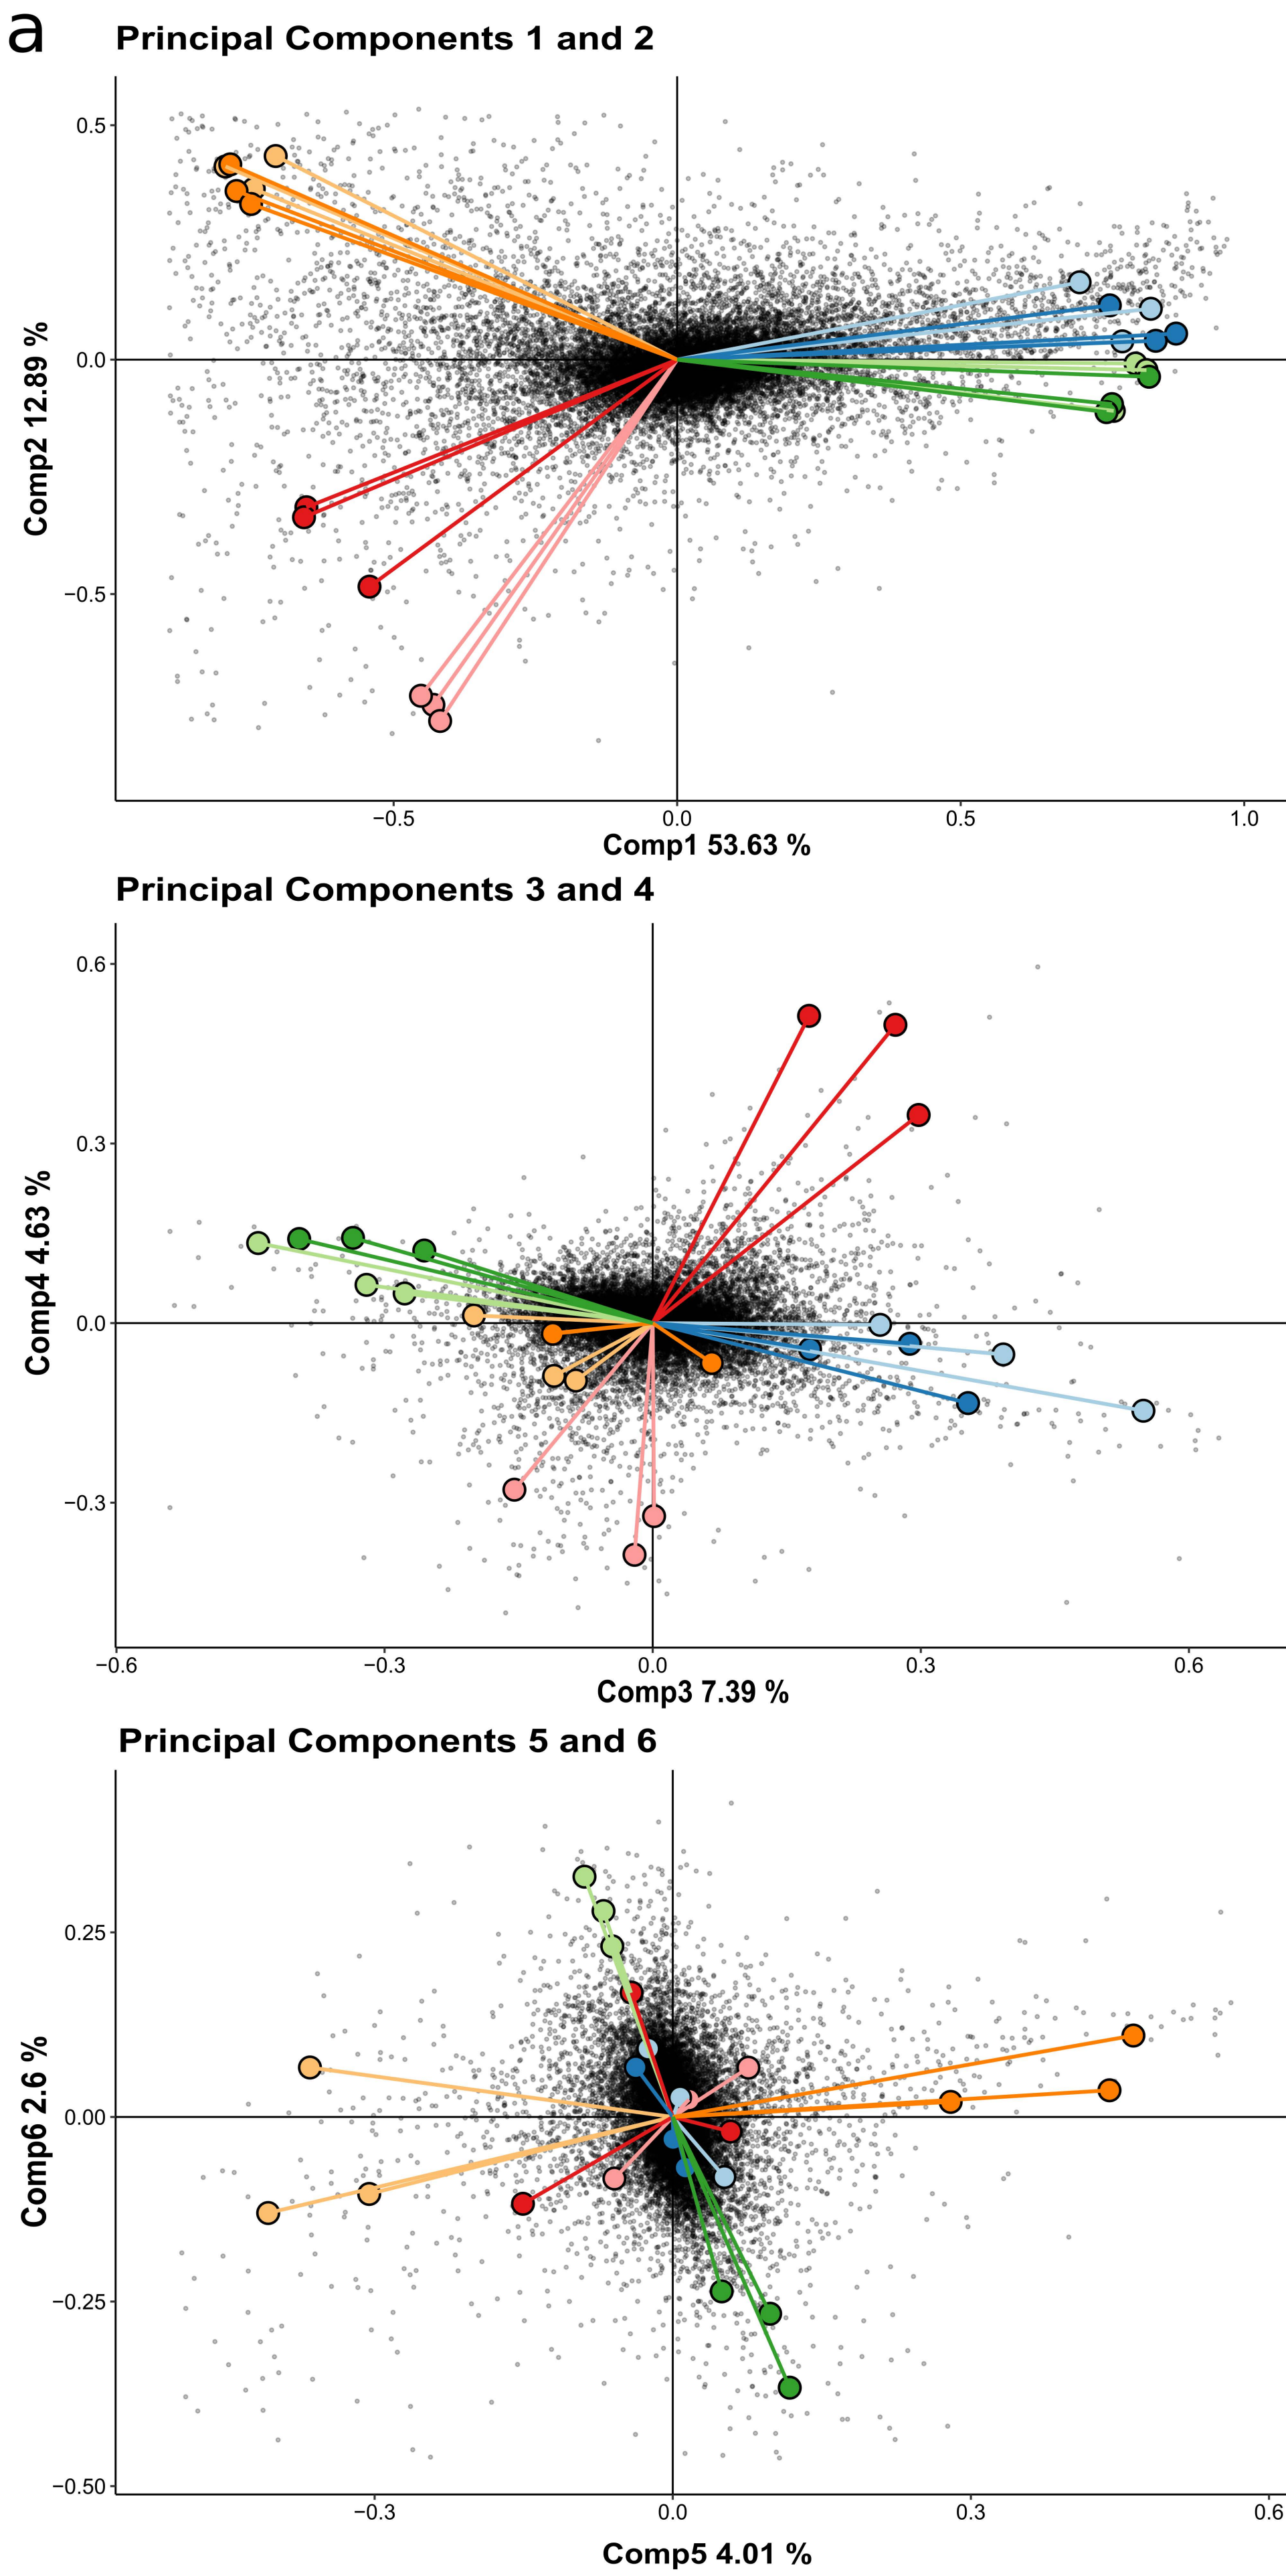 a
Principal Components 1 and 2
0.5
0.0
−0.5
Comp2 12.89 %
−0.5 0.0 0.5 1.0
Comp1 53.63 %
Principal Components 3 and 4
0.6
0.3
0.0
−0.3
Comp4 4.63 %
−0.6 −0.3 0.0 0.3 0.6
Comp3 7.39 %
Principal Components 5 and 6
0.25
0.00
−0.25
−0.50
Comp6 2.6 %
−0.3 0.0 0.3 0.6
Comp5 4.01 %